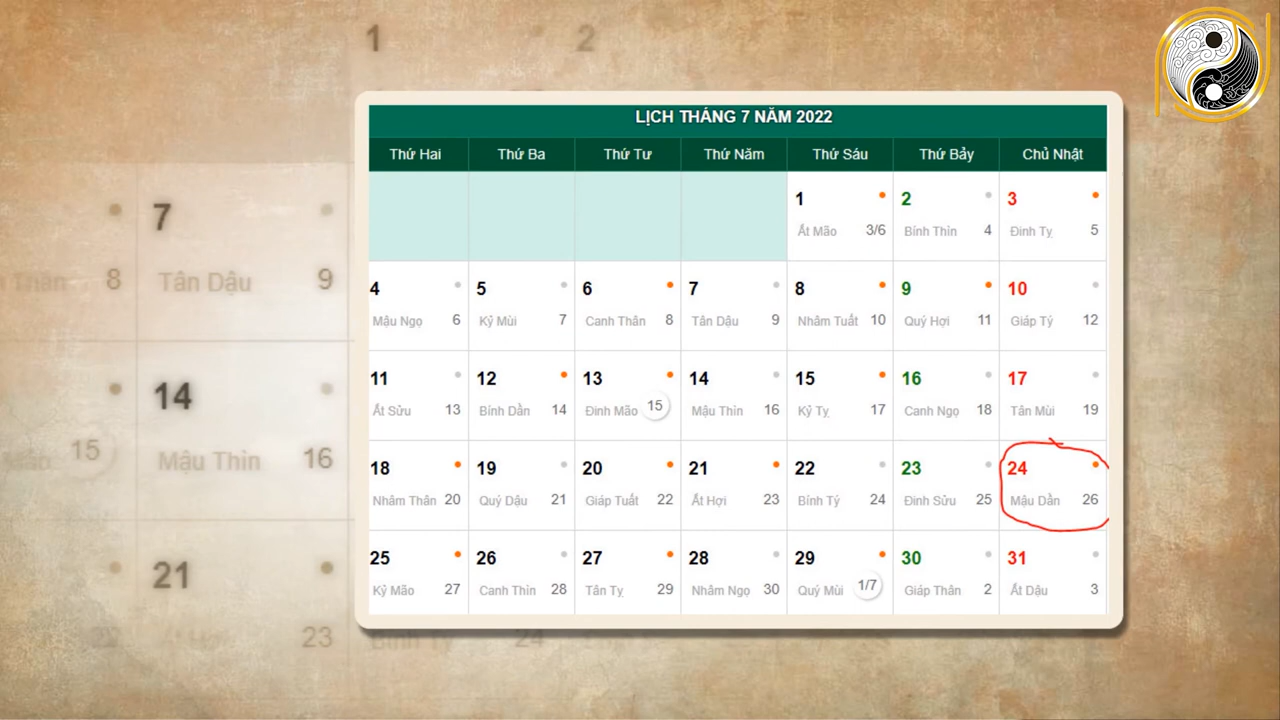 1 2
LỊCH THÁNG 7 NĂM 2022
Thứ Hai Thứ Ba Thứ Tư Thứ Năm Thứ Sáu Thứ Bảy Chủ Nhật
1 2 3
Ất Mão 3/6 Bính Thìn 4 Đinh Tỵ 5
7
8 Tân Dậu 9
4 5 6 7 8 9 10
Mậu Ngọ 6 Kỷ Mùi 7 Canh Thân 8 Tân Dậu 9 Nhâm Tuất 10 Quý Hợi 11 Giáp Tý 12
11 12 13 14 15 16 17
Ất Sửu 13 Bính Dần 14 Đinh Mão 15 Mậu Thìn 16 Kỷ Tỵ 17 Canh Ngọ 18 Tân Mùi 19
14
15 Mậu Thìn 16
18 19 20 21 22 23 24
Nhâm Thân 20 Quý Dậu 21 Giáp Tuất 22 Ất Hợi 23 Bính Tý 24 Đinh Sửu 25 Mậu Dần 26
25 26 27 28 29 30 31
Kỷ Mão 27 Canh Thìn 28 Tân Tỵ 29 Nhâm Ngọ 30 Quý Mùi 1/7 Giáp Thân 2 Ất Dậu 3
21
22 Ất Hợi 23 Bính Tý 24